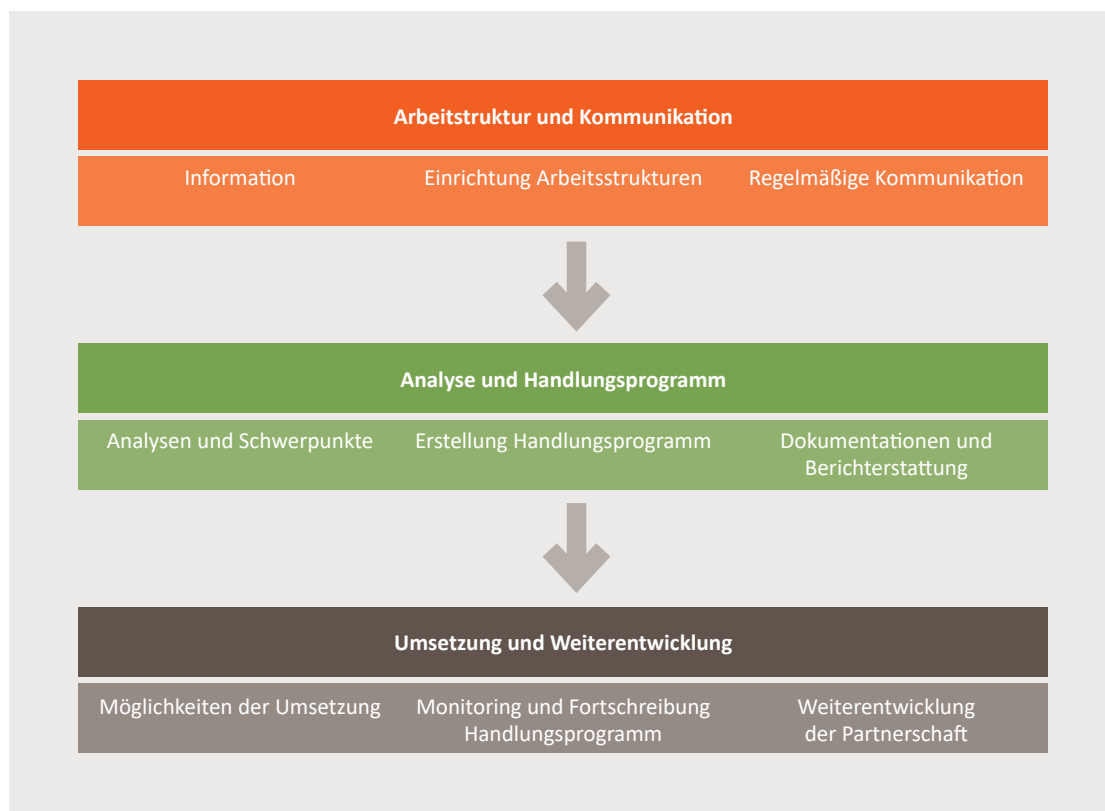 Arbeitstruktur und Kommunikation
Information
Einrichtung Arbeitsstrukturen
Regelmäßige Kommunikation
Analyse und Handlungsprogramm
Analysen und Schwerpunkte
Erstellung Handlungsprogramm
Dokumentationen und
Berichterstattung
Umsetzung und Weiterentwicklung
Möglichkeiten der Umsetzung
Monitoring und Fortschreibung
Handlungsprogramm
Weiterentwicklung
der Partnerschaft